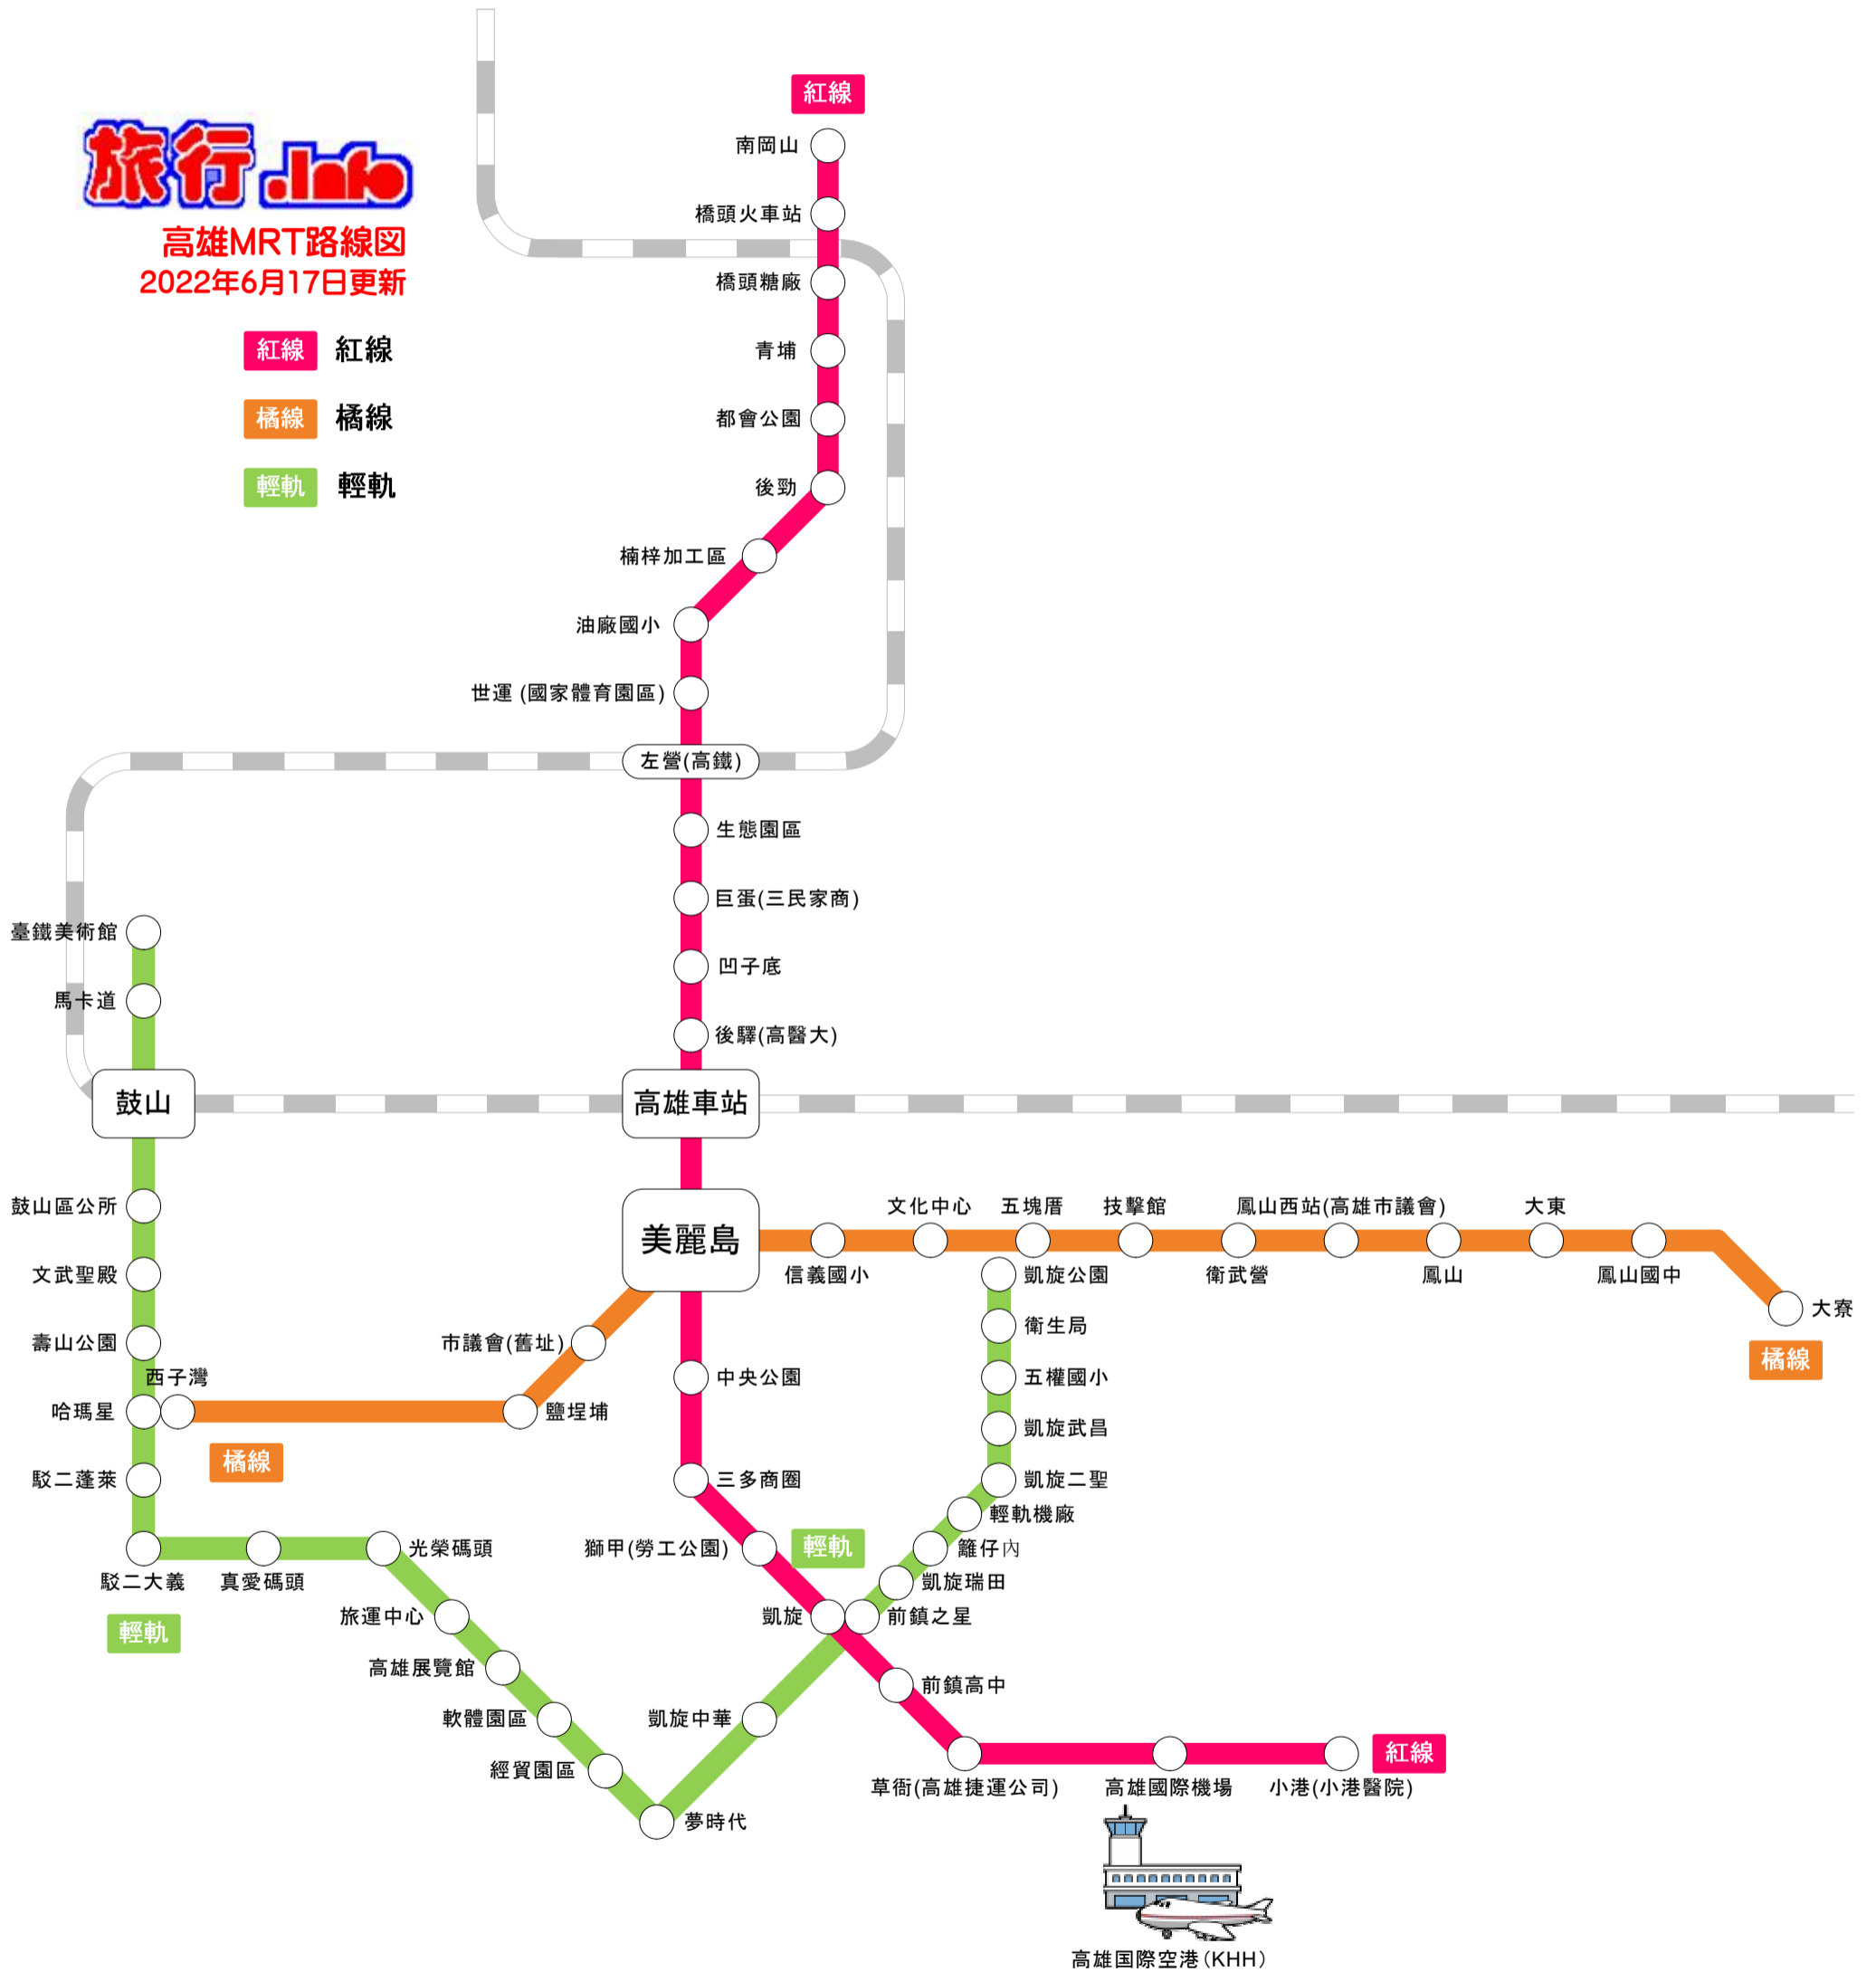 紅線
旅行.Info
高雄MRT路線図
2022年6月17日更新
紅線 紅線
橘線 橘線
輕軌 輕軌
南岡山
橋頭火車站
橋頭糖廠
青埔
都會公園
後勁
楠梓加工區
油廠國小
世運 (國家體育園區)
左營(高鐵)
生態園區
巨蛋(三民家商)
臺鐵美術館
凹子底
馬卡道
後驛(高醫大)
鼓山
高雄車站
鼓山區公所
文化中心
五塊厝
技擊館
鳳山西站(高雄市議會)
大東
美麗島
文武聖殿
信義國小
凱旋公園
衛武營
鳳山
鳳山國中
大寮
衛生局
壽山公園
市議會(舊址)
橘線
西子灣
中央公園
五權國小
哈瑪星
鹽埕埔
凱旋武昌
橘線
駁二蓬萊
三多商圈
凱旋二聖
輕軌機廠
光榮碼頭
獅甲(勞工公園)
輕軌
籬仔內
駁二大義
真愛碼頭
凱旋瑞田
輕軌
旅運中心
凱旋
前鎮之星
高雄展覽館
前鎮高中
軟體園區
凱旋中華
紅線
經貿園區
草衙(高雄捷運公司)
高雄國際機場
小港(小港醫院)
夢時代
高雄国際空港(KHH)